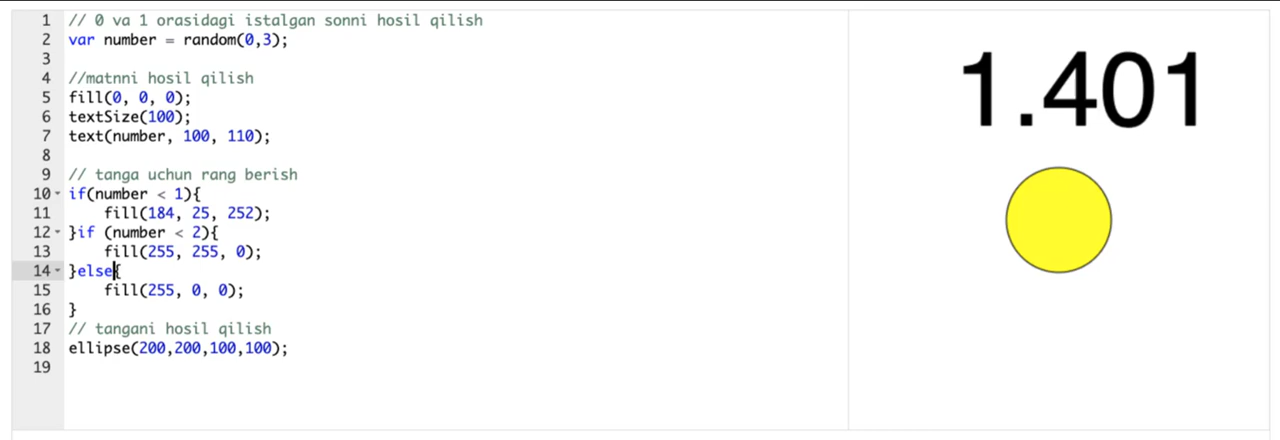 1 // 0 va 1 orasidagi istalgan sonni hosil qilish
2 var number = random(0,3);
3
4 //matnni hosil qilish
5 fill(0, 0, 0);
6 textSize(100);
7 text(number, 100, 110);
8
9 // tanga uchun rang berish
10 if(number < 1){
11     fill(184, 25, 252);
12 }if (number < 2){
13     fill(255, 255, 0);
14 }else{
15     fill(255, 0, 0);
16 }
17 // tangani hosil qilish
18 ellipse(200,200,100,100);
19
1.401